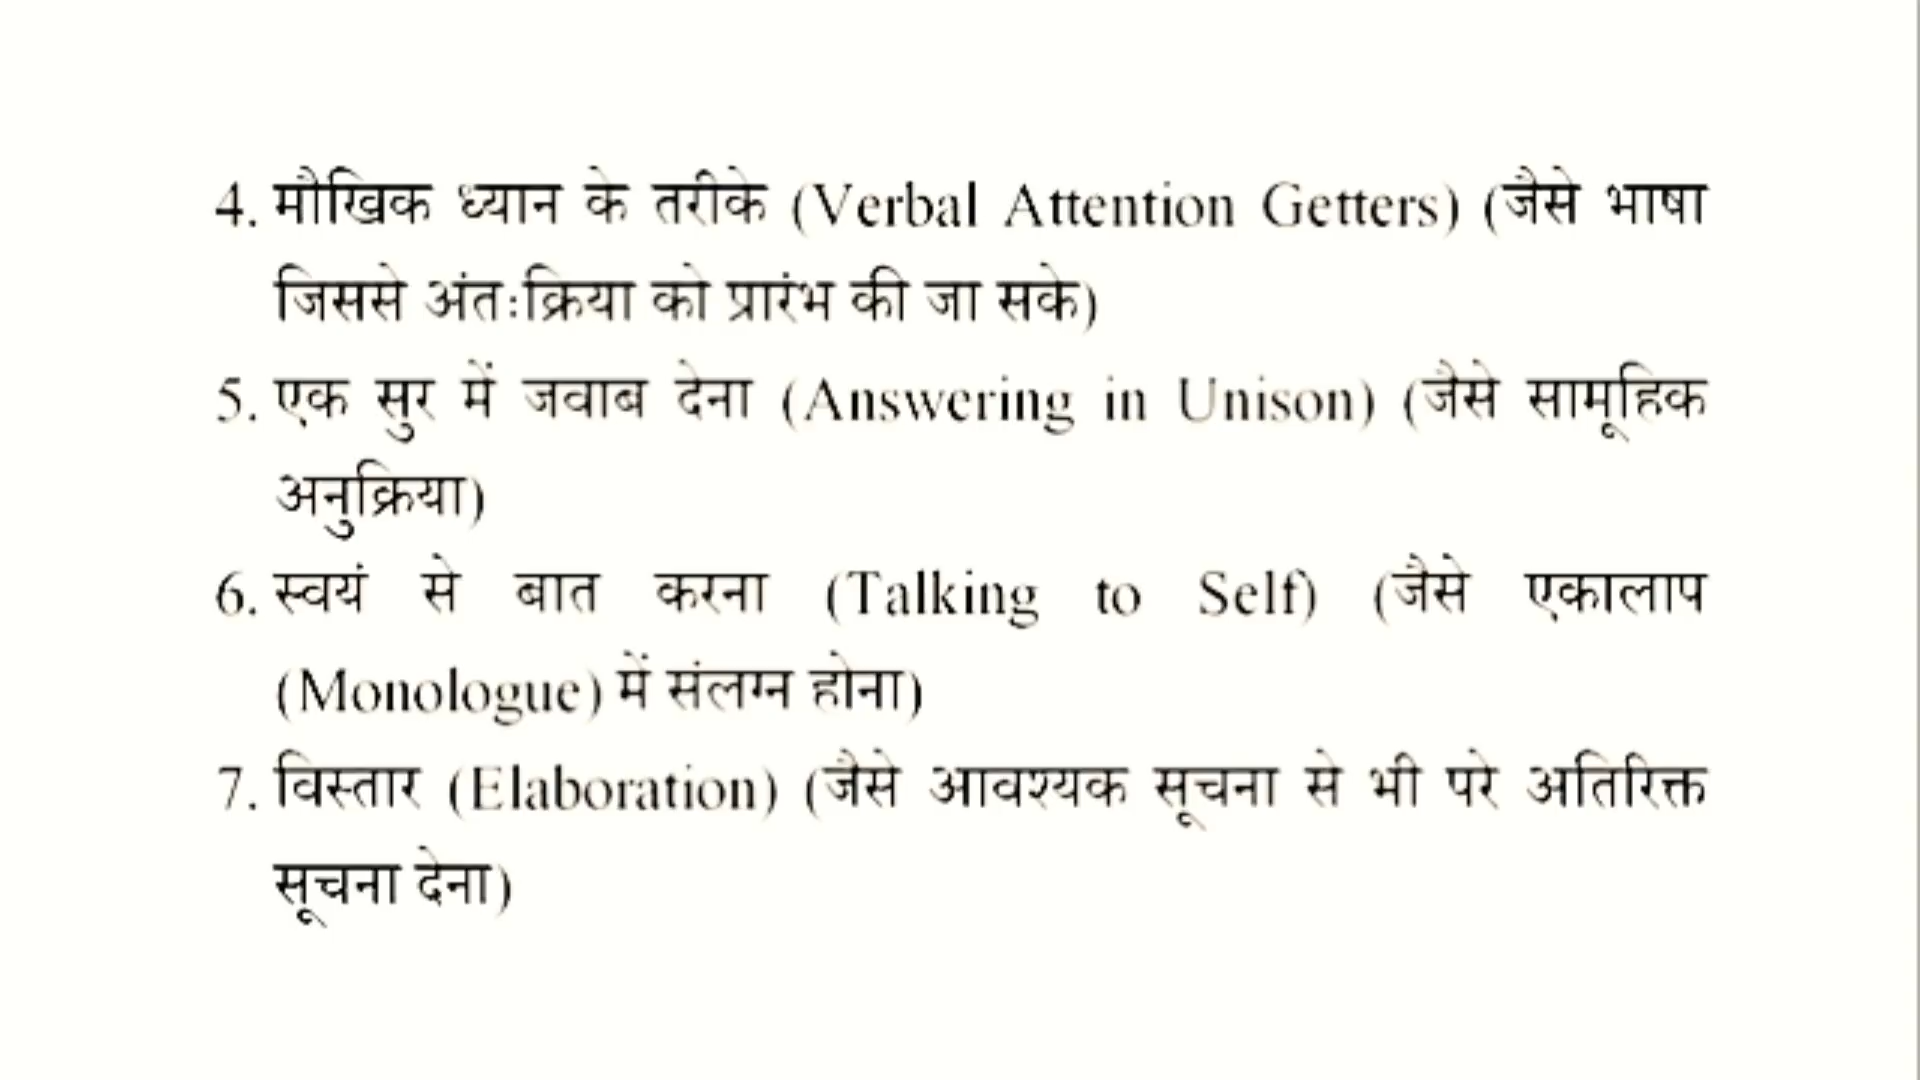 4. मौखिक ध्यान के तरीके (Verbal Attention Getters) (जैसे भाषा
जिससे अंतःक्रिया को प्रारंभ की जा सके)
5. एक सुर में जवाब देना (Answering in Unison) (जैसे सामूहिक
अनुक्रिया)
6. स्वयं से बात करना (Talking to Self) (जैसे एकालाप
(Monologue) में संलग्न होना)
7. विस्तार (Elaboration) (जैसे आवश्यक सूचना से भी परे अतिरिक्त
सूचना देना)